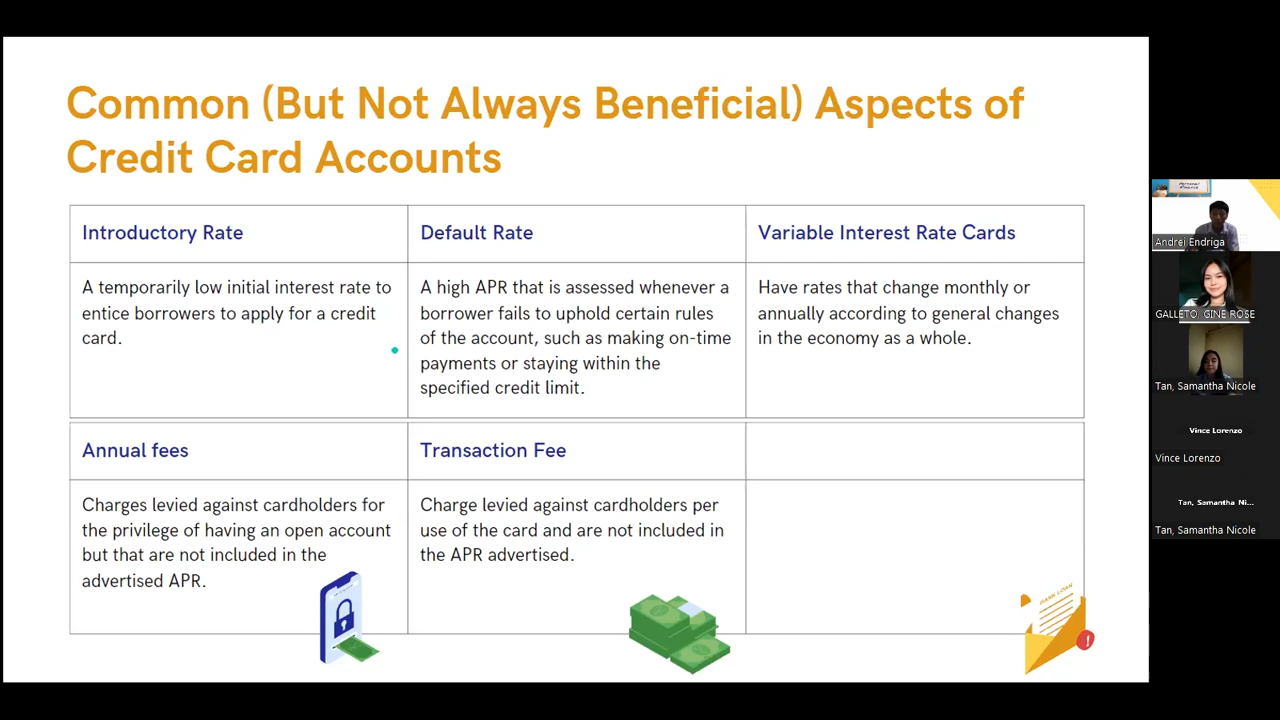 Common (But Not Always Beneficial) Aspects of
Credit Card Accounts
Introductory Rate
A temporarily low initial interest rate to
entice borrowers to apply for a credit
card.
Default Rate
A high APR that is assessed whenever a
borrower fails to uphold certain rules
of the account, such as making on-time
payments or staying within the
specified credit limit.
Variable Interest Rate Cards
Have rates that change monthly or
annually according to general changes
in the economy as a whole.
Annual fees
Charges levied against cardholders for
the privilege of having an open account
but that are not included in the
advertised APR.
Transaction Fee
Charge levied against cardholders per
use of the card and are not included in
the APR advertised.
BANK LOAN
!
Personal
Finance
Andrei Endriga
GALLETO, GINE ROSE
Tan, Samantha Nicole
Vince Lorenzo
Vince Lorenzo
Tan, Samantha Ni...
Tan, Samantha Nicole